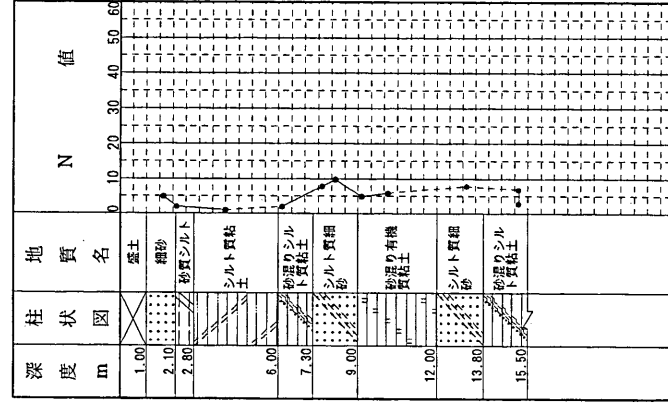 深度 m
柱状図
地質名
N 値
0 10 20 30 40 50 60
1.00
盛土
2.10
細砂
2.80
砂質シルト
6.00
シルト質粘
土
7.30
砂混りシル
ト質粘土
9.00
シルト質細
砂
12.00
砂混り有機
質粘土
13.80
シルト質細
砂
15.50
砂混りシル
ト質粘土